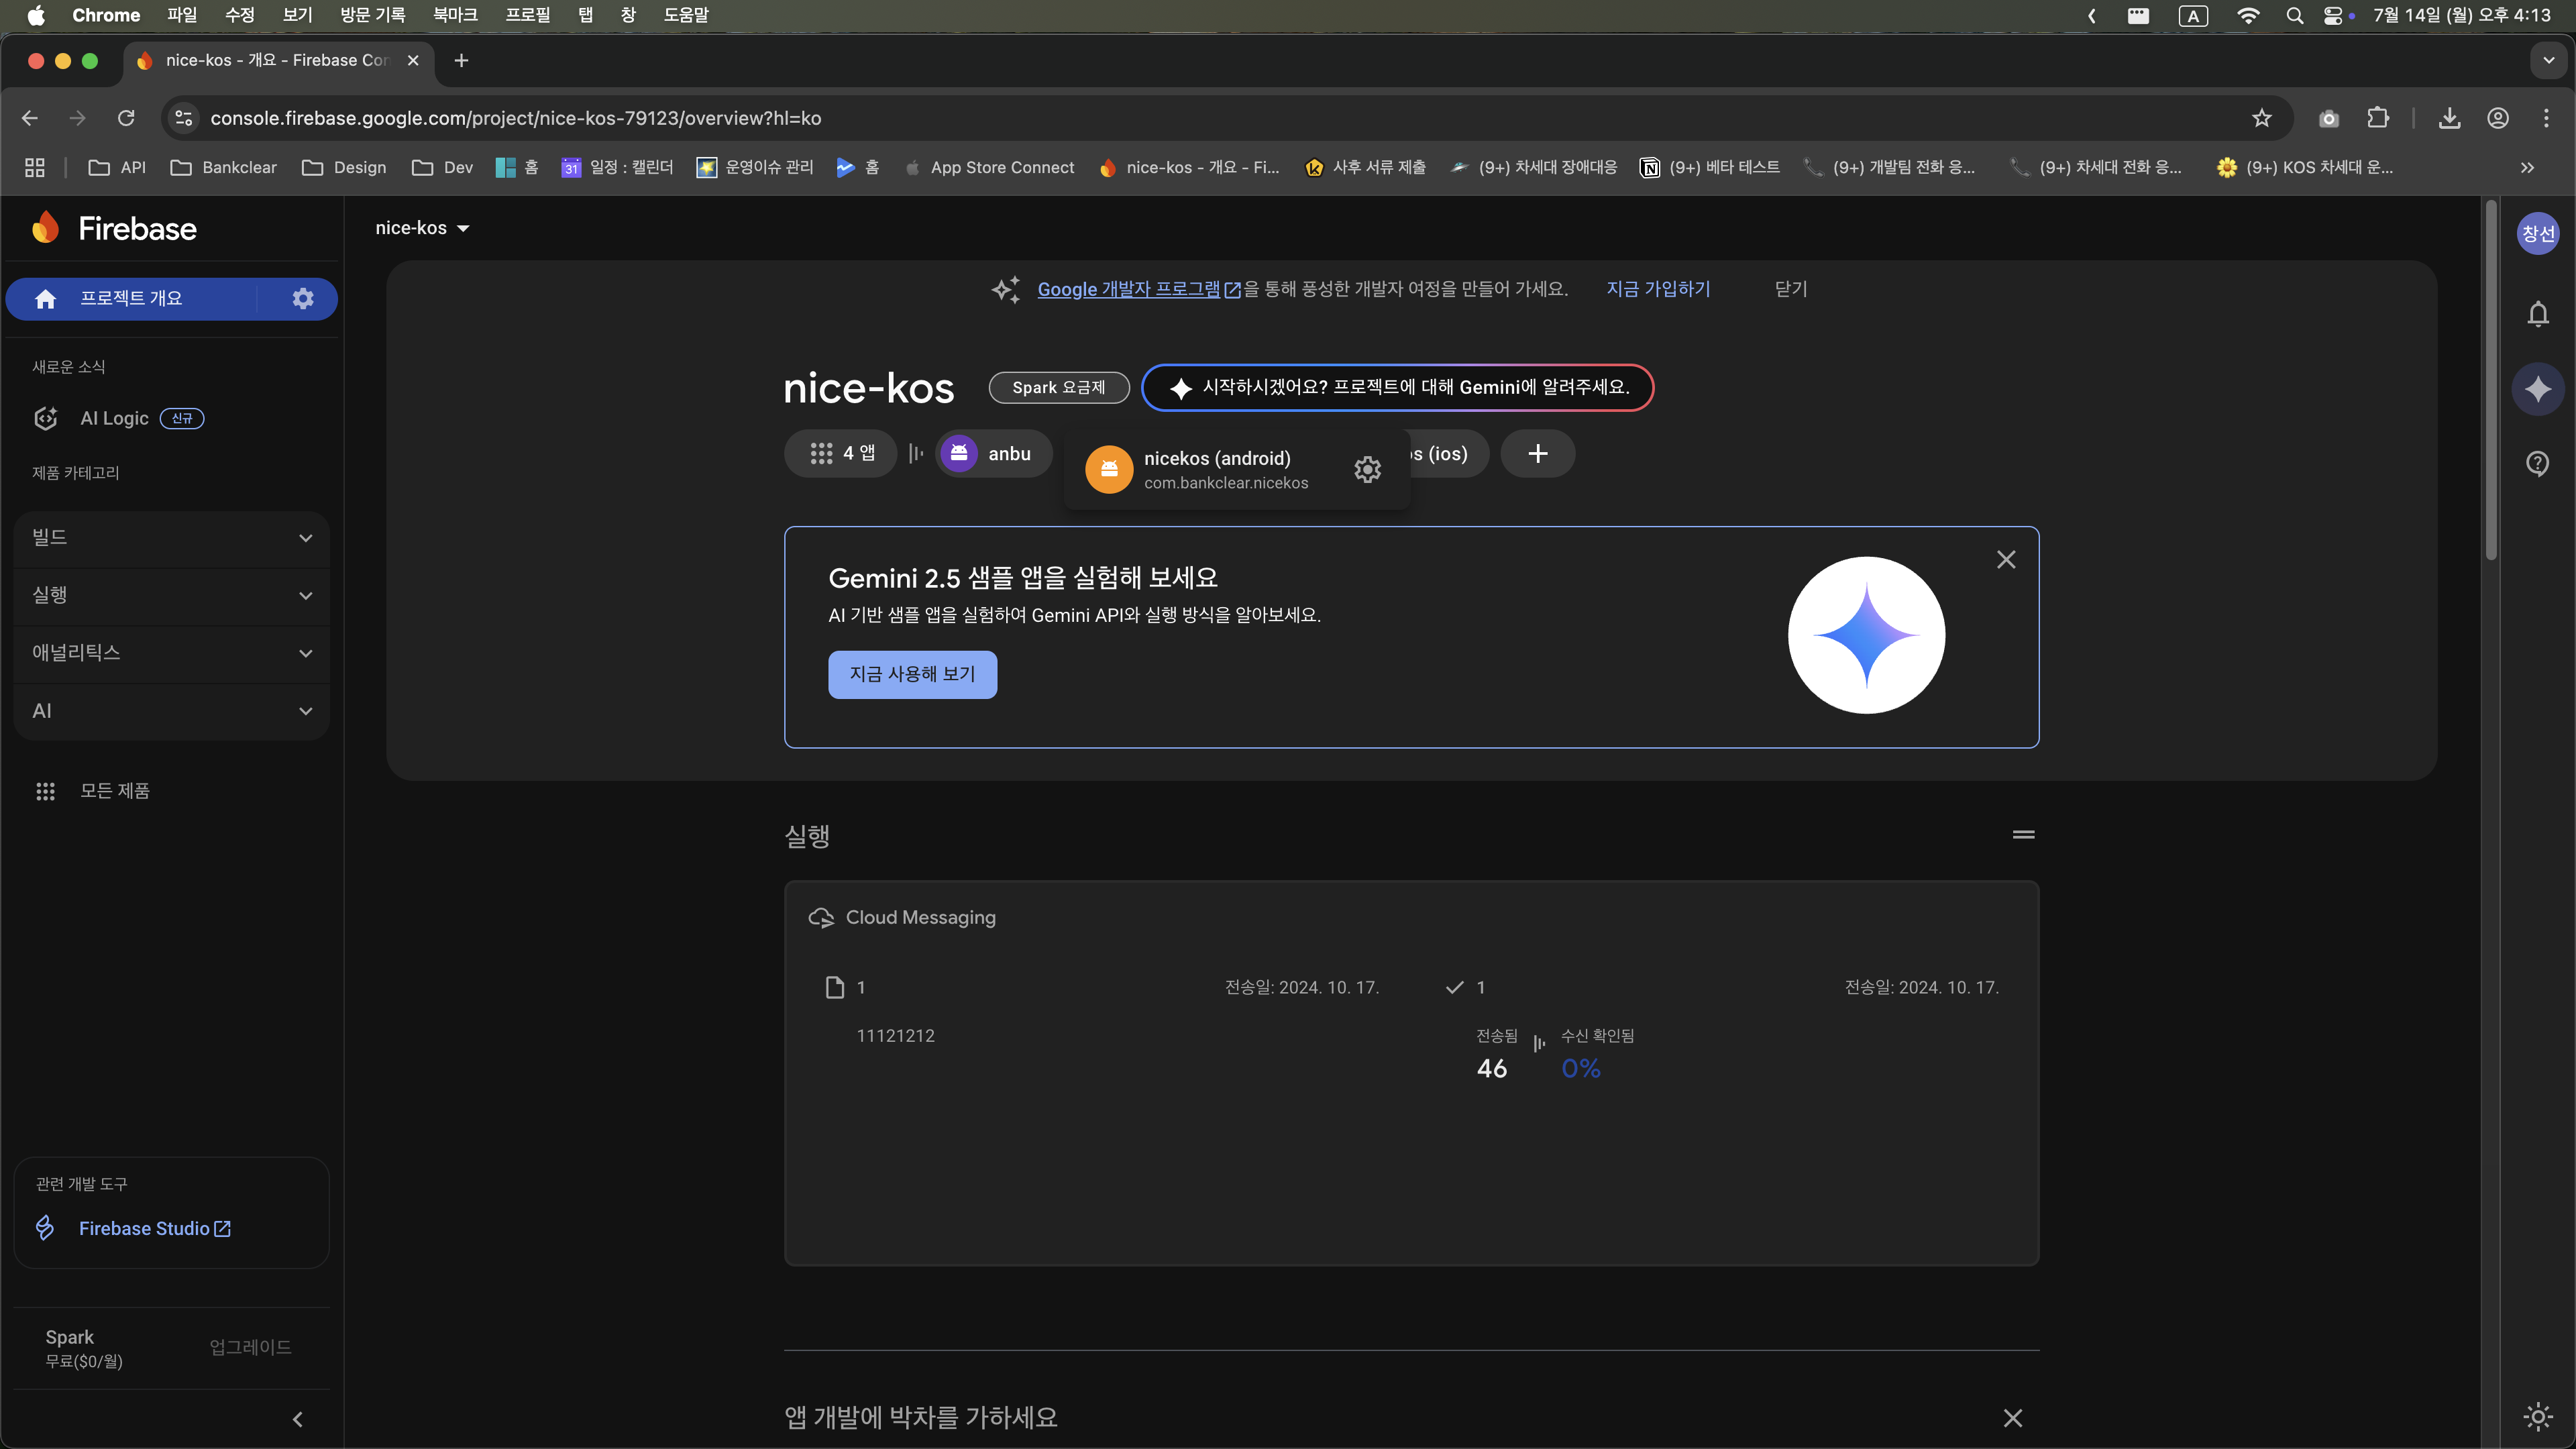 Chrome 파일 수정 보기 방문 기록 북마크 프로필 탭 창 도움말 A 7월 14일 (월) 오후 4:13
nice-kos - 개요 - Firebase Con
console.firebase.google.com/project/nice-kos-79123/overview?hl=ko
API Bankclear Design Dev 홈 31 일정 : 캘린더 운영이슈 관리 홈 App Store Connect nice-kos - 개요 - Fi... 사후 서류 제출 (9+) 차세대 장애대응 (9+) 베타 테스트 (9+) 개발팀 전화 응... (9+) 차세대 전화 응... (9+) KOS 차세대 운...
Firebase
프로젝트 개요
새로운 소식
AI Logic 신규
제품 카테고리
빌드
실행
애널리틱스
AI
모든 제품
관련 개발 도구
Firebase Studio
Spark
무료($0/월)
업그레이드
nice-kos
창선
Google 개발자 프로그램을 통해 풍성한 개발자 여정을 만들어 가세요. 지금 가입하기 닫기
nice-kos Spark 요금제 시작하시겠어요? 프로젝트에 대해 Gemini에 알려주세요.
4 앱 anbu nicekos (android) os (ios)
com.bankclear.nicekos
Gemini 2.5 샘플 앱을 실험해 보세요
AI 기반 샘플 앱을 실험하여 Gemini API와 실행 방식을 알아보세요.
지금 사용해 보기
실행
Cloud Messaging
1 전송일: 2024. 10. 17. 1 전송일: 2024. 10. 17.
11121212 전송됨 수신 확인됨
46 0%
앱 개발에 박차를 가하세요